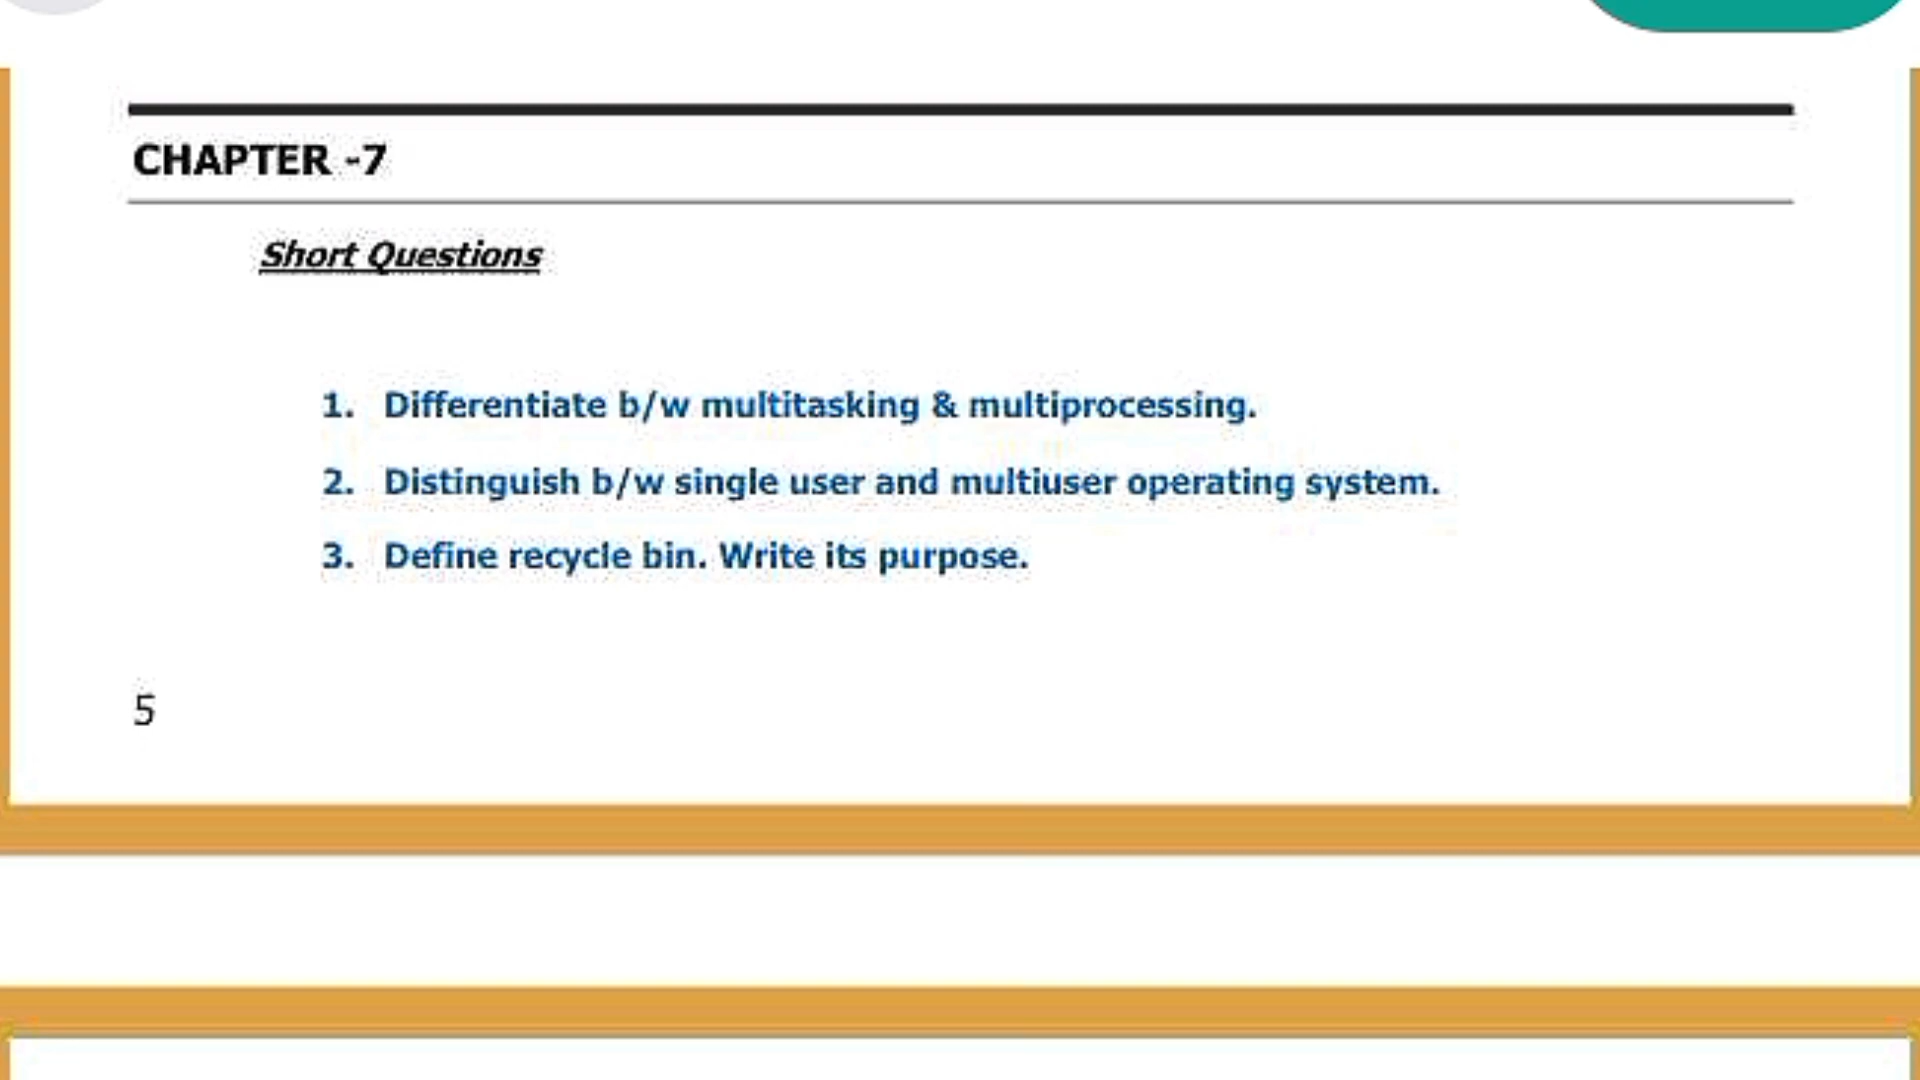 CHAPTER -7
Short Questions
1. Differentiate b/w multitasking & multiprocessing.
2. Distinguish b/w single user and multiuser operating system.
3. Define recycle bin. Write its purpose.
5